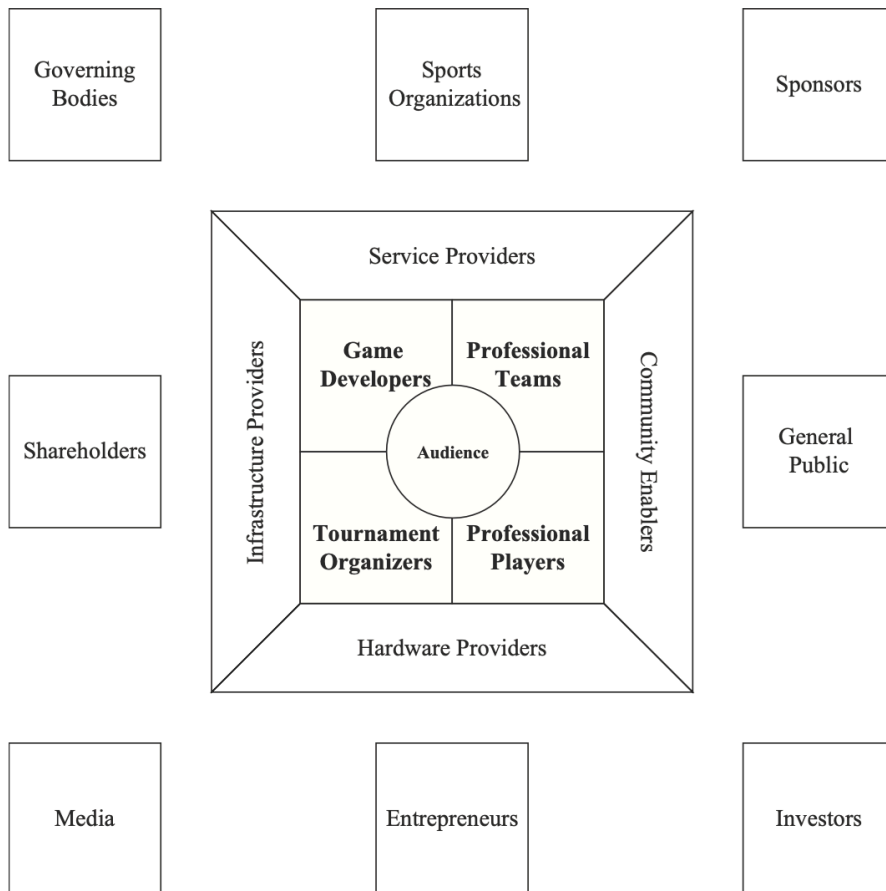 Governing
Bodies
Sports
Organizations
Sponsors
Service Providers
Infrastructure Providers
Game
Developers
Professional
Teams
Community Enablers
Audience
Shareholders
General
Public
Tournament
Organizers
Professional
Players
Hardware Providers
Media
Entrepreneurs
Investors